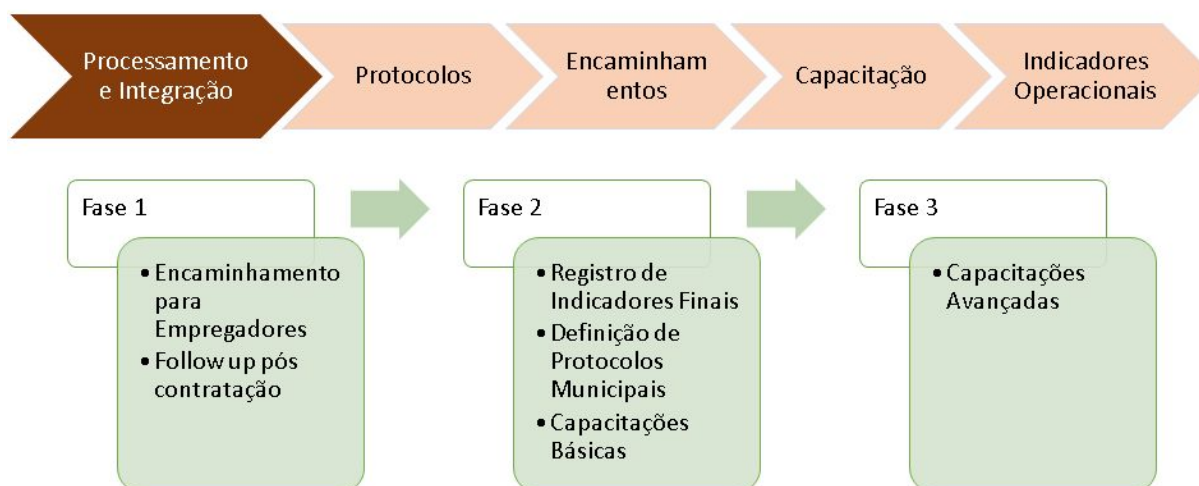 Processamento
e Integração
Protocolos
Encaminham
entos
Capacitação
Indicadores
Operacionais
Fase 1
• Encaminhamento
para
Empregadores
• Follow up pós
contratação
Fase 2
• Registro de
Indicadores Finais
• Definição de
Protocolos
Municipais
• Capacitações
Básicas
Fase 3
• Capacitações
Avançadas